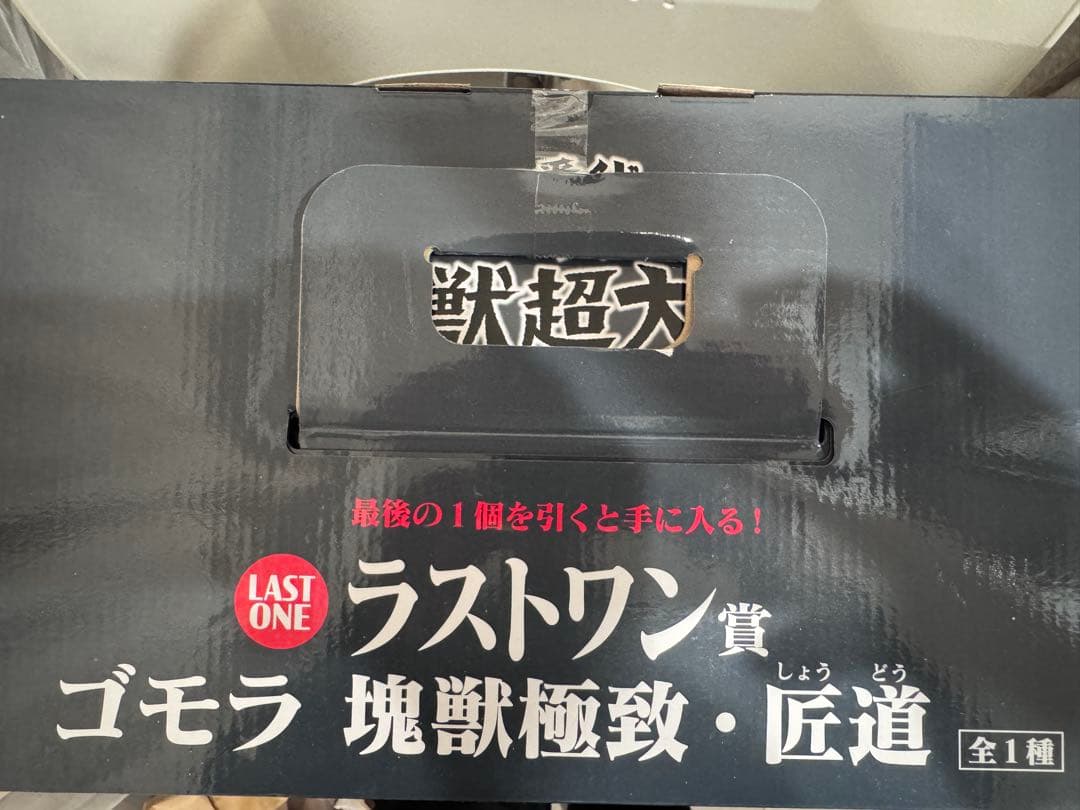 獣超大
最後の1個を引くと手に入る!
LAST
ONE
ラストワン賞
しょう どう
ゴモラ 塊獣極致・匠道
全1種